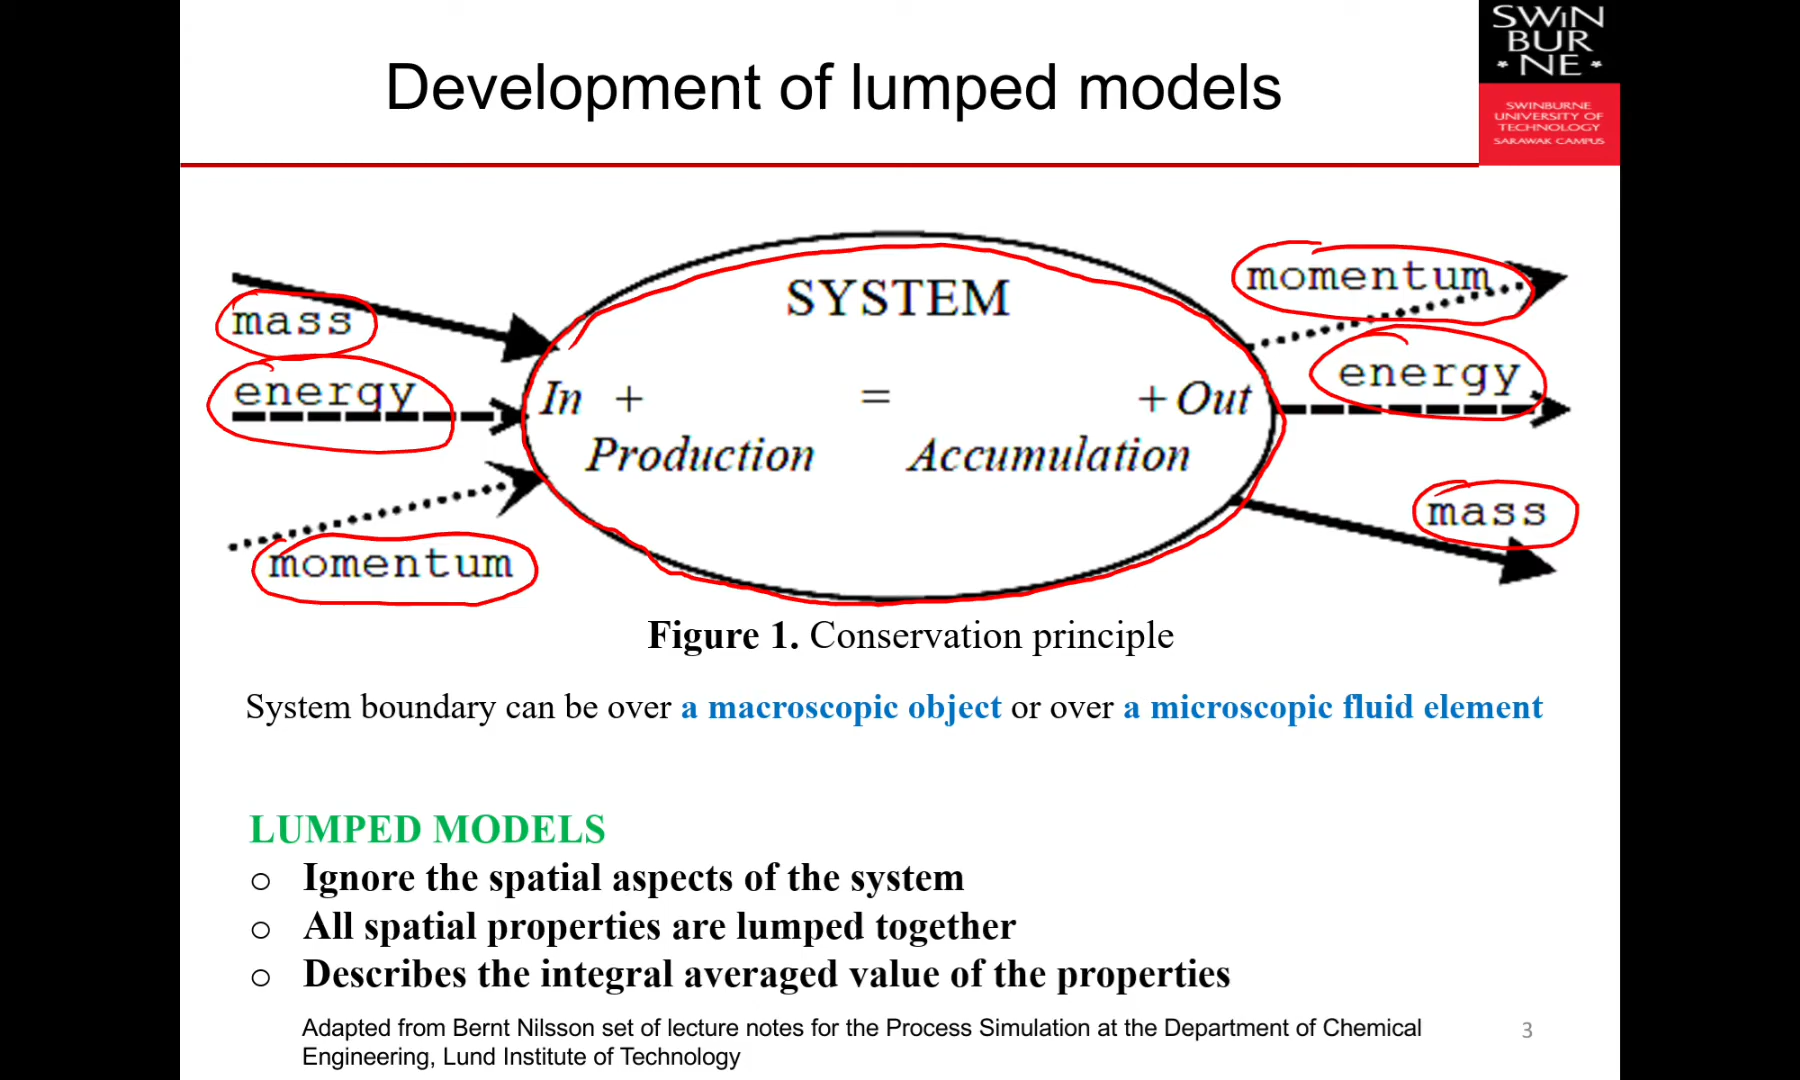 Development of lumped models
SWiN
BUR
* NE *
SWINBURNE
UNIVERSITY OF
TECHNOLOGY
SARAWAK CAMPUS
mass
energy
momentum
SYSTEM
In + = + Out
Production Accumulation
momentum
energy
mass
Figure 1. Conservation principle
System boundary can be over a macroscopic object or over a microscopic fluid element
LUMPED MODELS
o Ignore the spatial aspects of the system
o All spatial properties are lumped together
o Describes the integral averaged value of the properties
Adapted from Bernt Nilsson set of lecture notes for the Process Simulation at the Department of Chemical
Engineering, Lund Institute of Technology
3